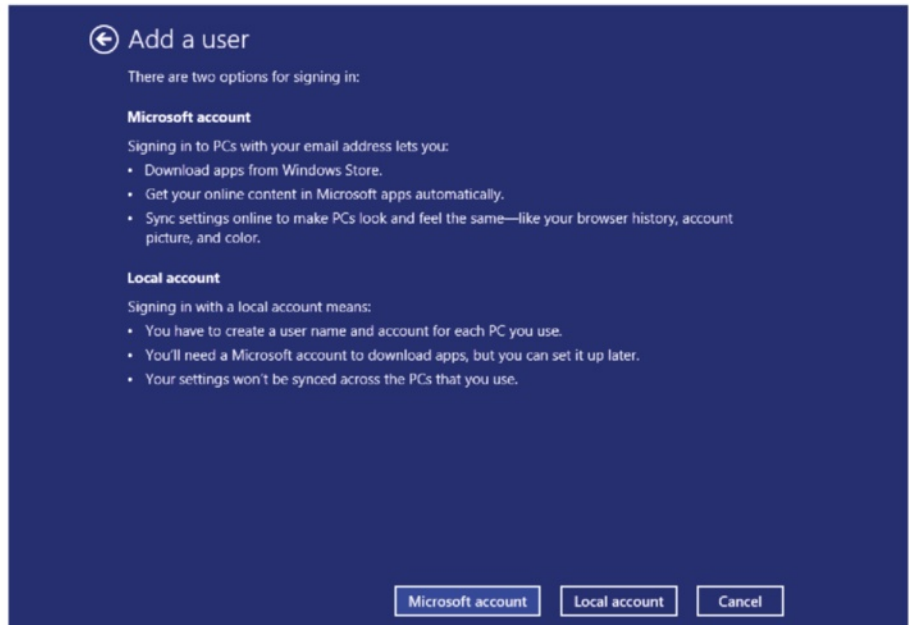 Add a user
There are two options for signing in:
Microsoft account
Signing in to PCs with your email address lets you:
• Download apps from Windows Store.
• Get your online content in Microsoft apps automatically.
• Sync settings online to make PCs look and feel the same—like your browser history, account
picture, and color.
Local account
Signing in with a local account means:
• You have to create a user name and account for each PC you use.
• You'll need a Microsoft account to download apps, but you can set it up later.
• Your settings won't be synced across the PCs that you use.
Microsoft account Local account Cancel